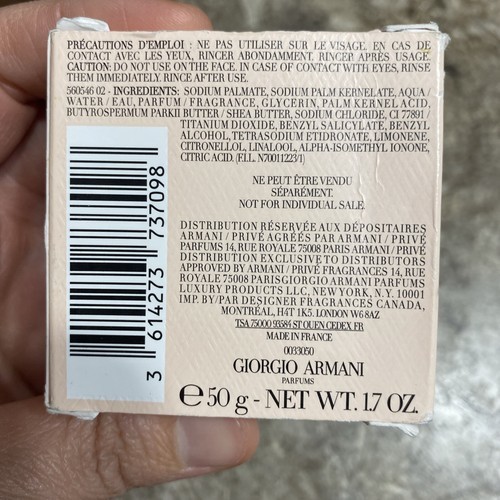 PRÉCAUTIONS D'EMPLOI : NE PAS UTILISER SUR LE VISAGE. EN CAS DE
CONTACT AVEC LES YEUX, RINCER ABONDAMMENT. RINCER APRÈS USAGE.
CAUTION: DO NOT USE ON THE FACE. IN CASE OF CONTACT WITH EYES, RINSE
THEM IMMEDIATELY. RINCE AFTER USE.
560546 02 - INGREDIENTS: SODIUM PALMATE, SODIUM PALM KERNELATE, AQUA /
WATER / EAU, PARFUM / FRAGRANCE, GLYCERIN, PALM KERNEL ACID,
BUTYROSPERMUM PARKII BUTTER / SHEA BUTTER, SODIUM CHLORIDE, CI 77891 /
TITANIUM DIOXIDE, BENZYL SALICYLATE, BENZYL
ALCOHOL, TETRASODIUM ETIDRONATE, LIMONENE,
CITRONELLOL, LINALOOL, ALPHA-ISOMETHYL IONONE,
CITRIC ACID. (F.I.L. N70011223/1)
NE PEUT ÊTRE VENDU
SÉPARÉMENT.
NOT FOR INDIVIDUAL SALE.
DISTRIBUTION RÉSERVÉE AUX DÉPOSITAIRES
ARMANI / PRIVÉ AGRÉÉS PAR ARMANI / PRIVÉ
PARFUMS 14, RUE ROYALE 75008 PARIS ARMANI / PRIVÉ
DISTRIBUTION EXCLUSIVE TO DISTRIBUTORS
APPROVED BY ARMANI / PRIVÉ FRAGRANCES 14, RUE
ROYALE 75008 PARIS GIORGIO ARMANI PARFUMS
LUXURY PRODUCTS LLC, NEW YORK, N.Y. 10001
IMP. BY/PAR DESIGNER FRAGRANCES CANADA,
MONTRÉAL, H4T 1K5. LONDON W6 8AZ
TSA 75000 93584 ST OUEN CEDEX FR
MADE IN FRANCE
0033050
GIORGIO ARMANI
PARFUMS
℮ 50 g - NET WT. 1.7 OZ.
3 614273 737098